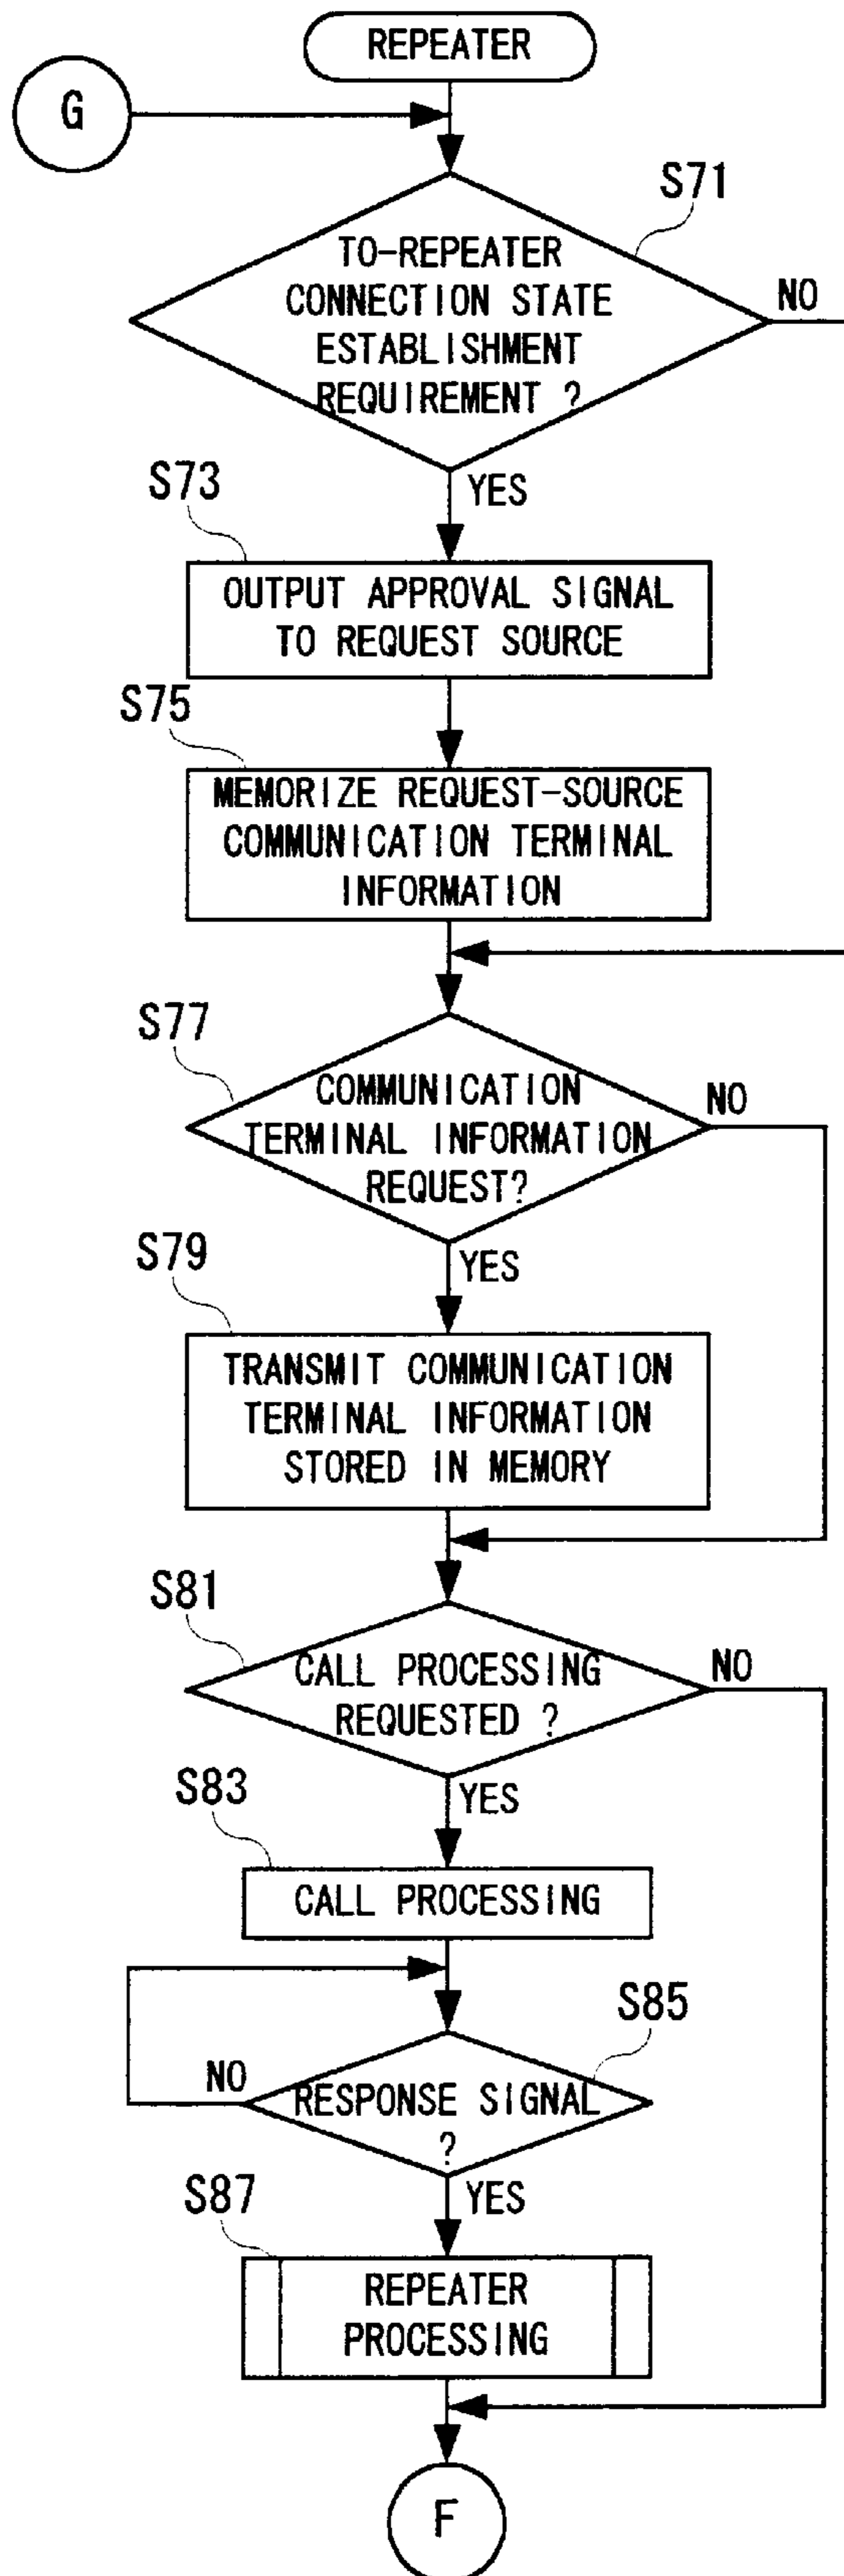 REPEATER
G
S71
TO-REPEATER
CONNECTION STATE
ESTABLISHMENT
REQUIREMENT ?
NO
YES
S73
OUTPUT APPROVAL SIGNAL
TO REQUEST SOURCE
S75
MEMORIZE REQUEST-SOURCE
COMMUNICATION TERMINAL
INFORMATION
S77
COMMUNICATION
TERMINAL INFORMATION
REQUEST?
NO
YES
S79
TRANSMIT COMMUNICATION
TERMINAL INFORMATION
STORED IN MEMORY
S81
CALL PROCESSING
REQUESTED ?
NO
YES
S83
CALL PROCESSING
S85
NO
RESPONSE SIGNAL
?
YES
S87
REPEATER
PROCESSING
F